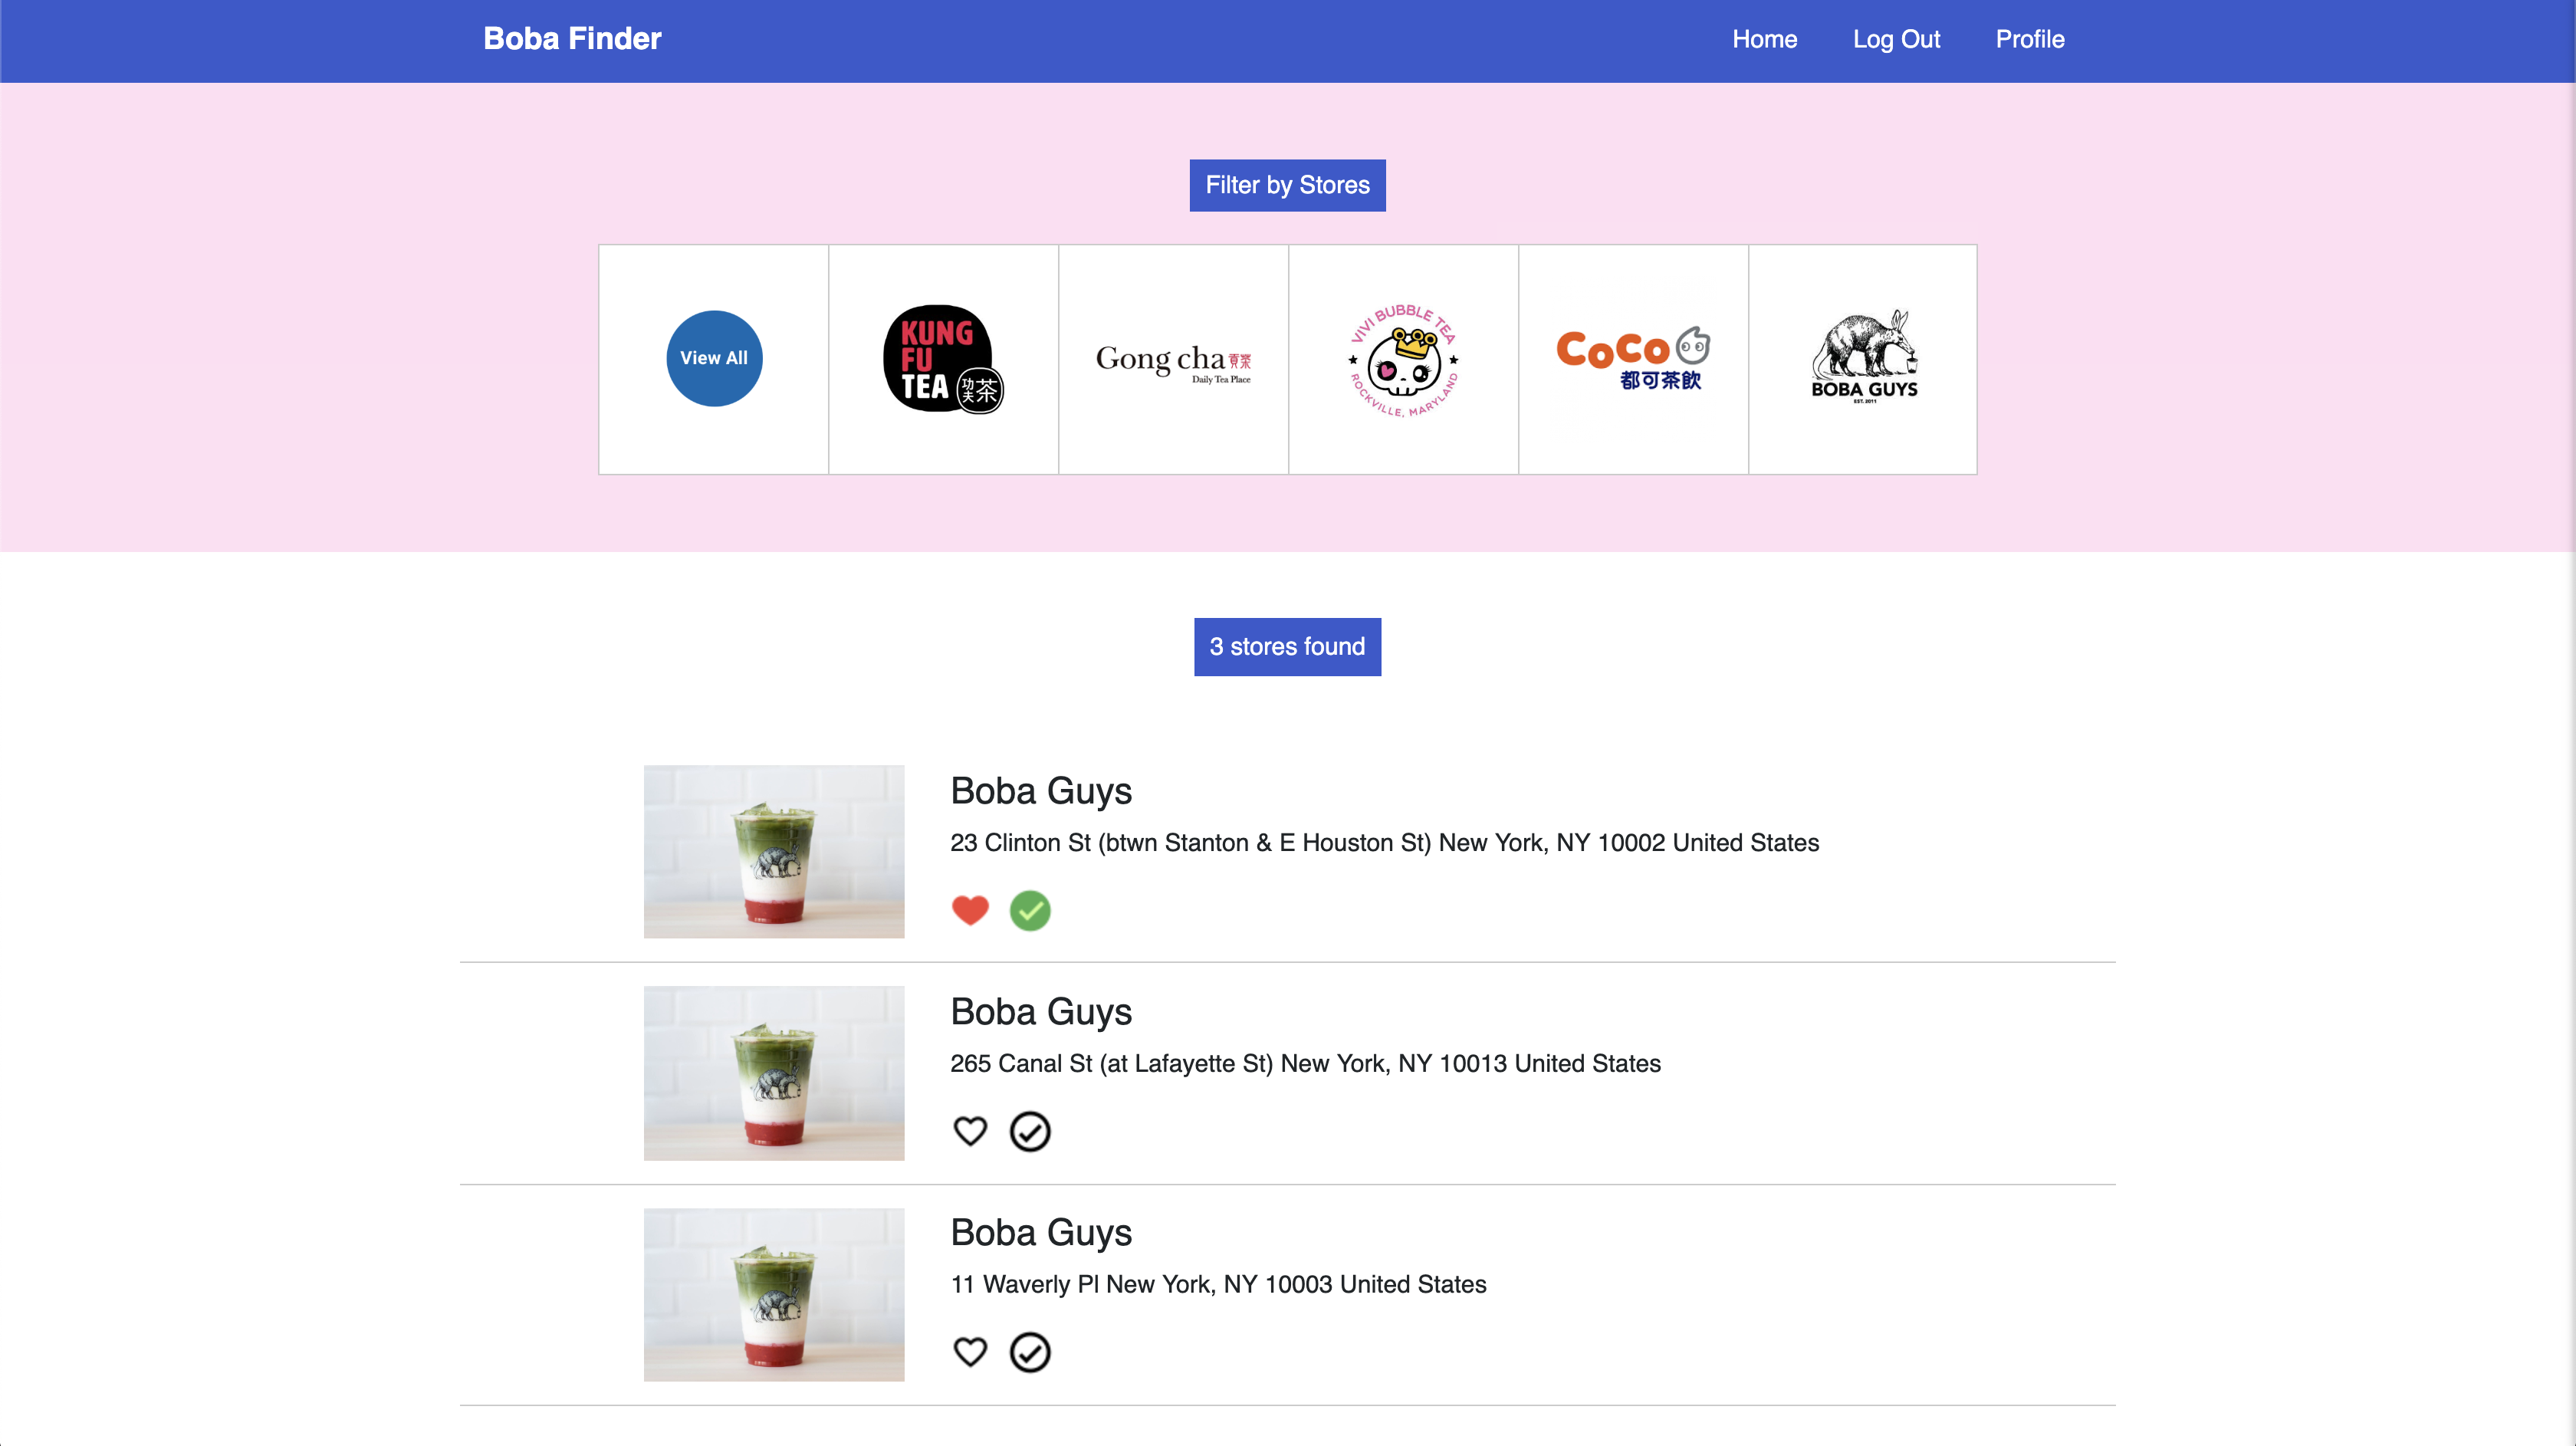 Boba Finder
Home
Log Out
Profile
Filter by Stores
View All
KUNG
FU
TEA
功夫茶
Gong cha 貢茶
Daily Tea Place
VIVI BUBBLE TEA
ROCKVILLE, MARYLAND
CoCo
都可茶飲
BOBA GUYS
EST. 2011
3 stores found
Boba Guys
23 Clinton St (btwn Stanton & E Houston St) New York, NY 10002 United States
Boba Guys
265 Canal St (at Lafayette St) New York, NY 10013 United States
Boba Guys
11 Waverly Pl New York, NY 10003 United States